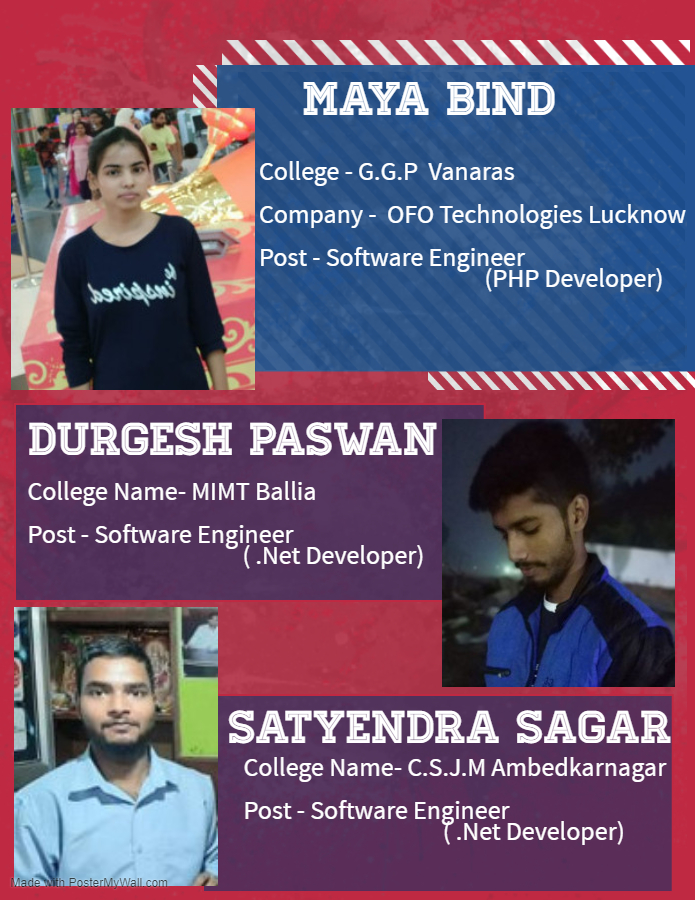 MAYA BIND
College - G.G.P Vanaras
Company - OFO Technologies Lucknow
Post - Software Engineer
(PHP Developer)
Be
inspired
DURGESH PASWAN
College Name- MIMT Ballia
Post - Software Engineer
( .Net Developer)
SATYENDRA SAGAR
College Name- C.S.J.M Ambedkarnagar
Post - Software Engineer
( .Net Developer)
Made with PosterMyWall.com